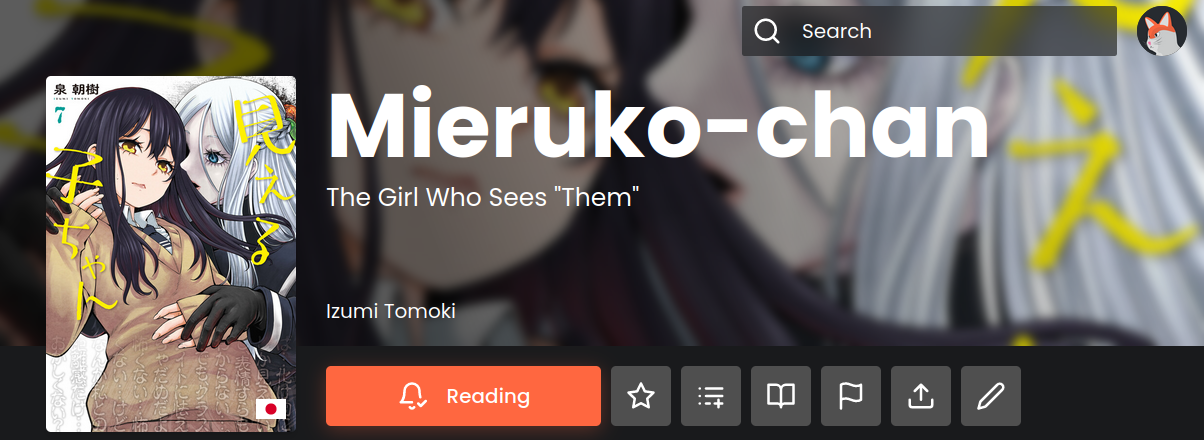 Search
Mieruko-chan
The Girl Who Sees "Them"
Izumi Tomoki
Reading
泉 朝樹
IZUMI TOMOKI
7
見える
子ちゃん